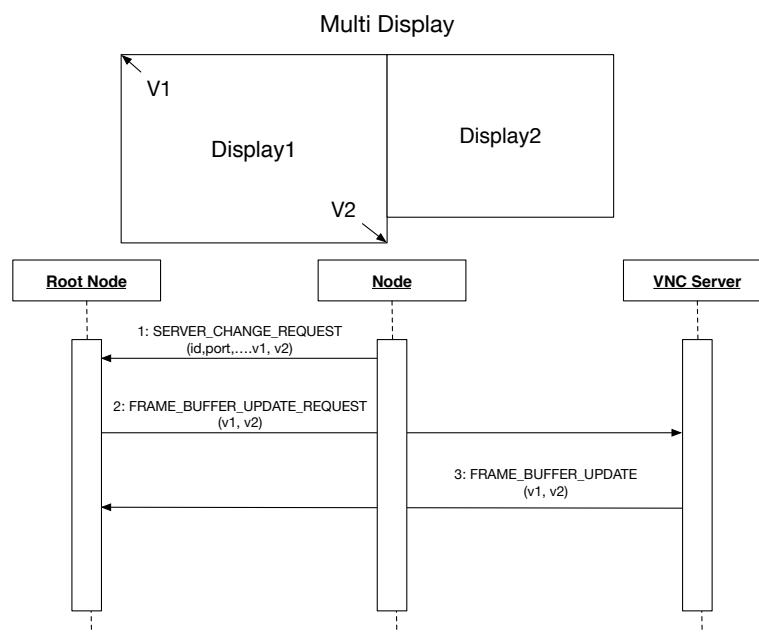 Multi Display
V1
Display1
Display2
V2
Root Node
Node
VNC Server
1: SERVER_CHANGE_REQUEST
(id,port,....v1, v2)
2: FRAME_BUFFER_UPDATE_REQUEST
(v1, v2)
3: FRAME_BUFFER_UPDATE
(v1, v2)